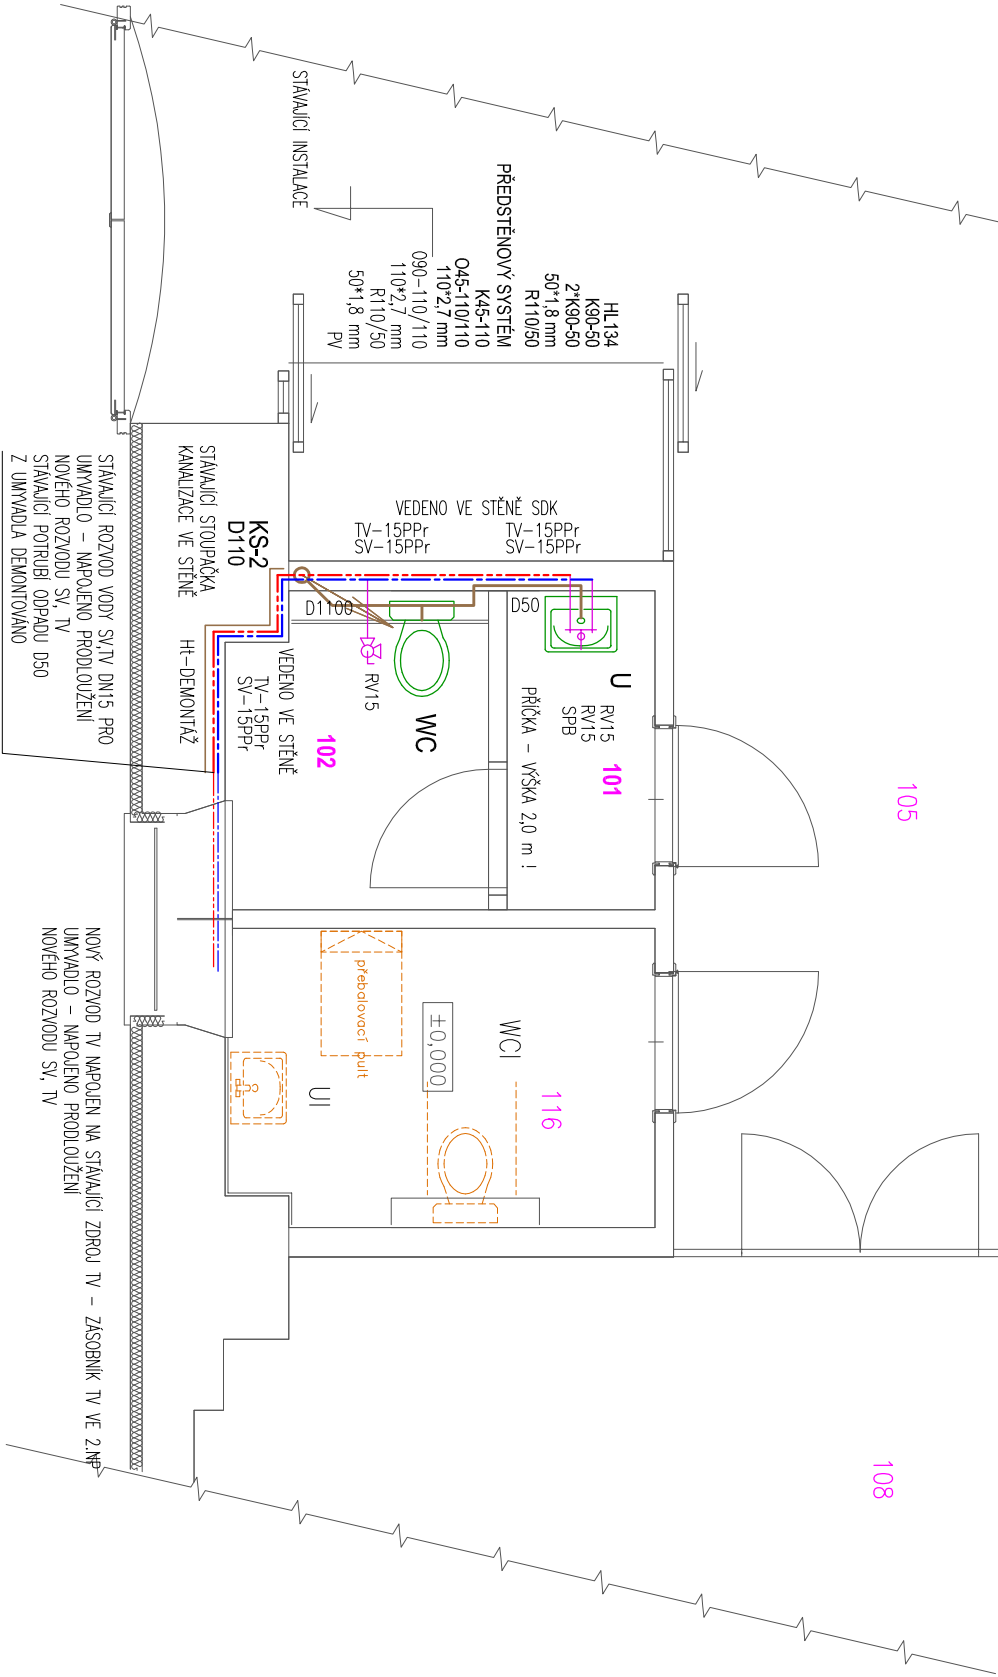 STÁVAJÍCÍ INSTALACE
HL134
K90-50
2*K90-50
50*1,8 mm
R110/50
PŘEDSTĚNOVÝ SYSTÉM
K45-110
O45-110/110
110*2,7 mm
O90-110/110
110*2,7 mm
R110/50
50*1,8 mm
PV
VEDENO VE STĚNĚ SDK
TV-15PPr
SV-15PPr
TV-15PPr
SV-15PPr
STÁVAJÍCÍ STOUPAČKA
KANALIZACE VE STĚNĚ
KS-2
D110
D1100
D50
STÁVAJÍCÍ ROZVOD VODY SV,TV DN15 PRO
UMYVADLO - NAPOJENO PRODLOUŽENÍ
NOVÉHO ROZVODU SV, TV
STÁVAJÍCÍ POTRUBÍ ODPADU D50
Z UMYVADLA DEMONTOVÁNO
Ht-DEMONTÁŽ
VEDENO VE STĚNĚ
TV-15PPr
SV-15PPr
RV15
WC
102
U
RV15
RV15
SPB
101
PŘÍČKA - VÝŠKA 2,0 m !
105
NOVÝ ROZVOD TV NAPOJEN NA STÁVAJÍCÍ ZDROJ TV - ZÁSOBNÍK TV VE 2.NP
UMYVADLO - NAPOJENO PRODLOUŽENÍ
NOVÉHO ROZVODU SV, TV
přebalovací pult
±0,000
WCI
UI
116
108